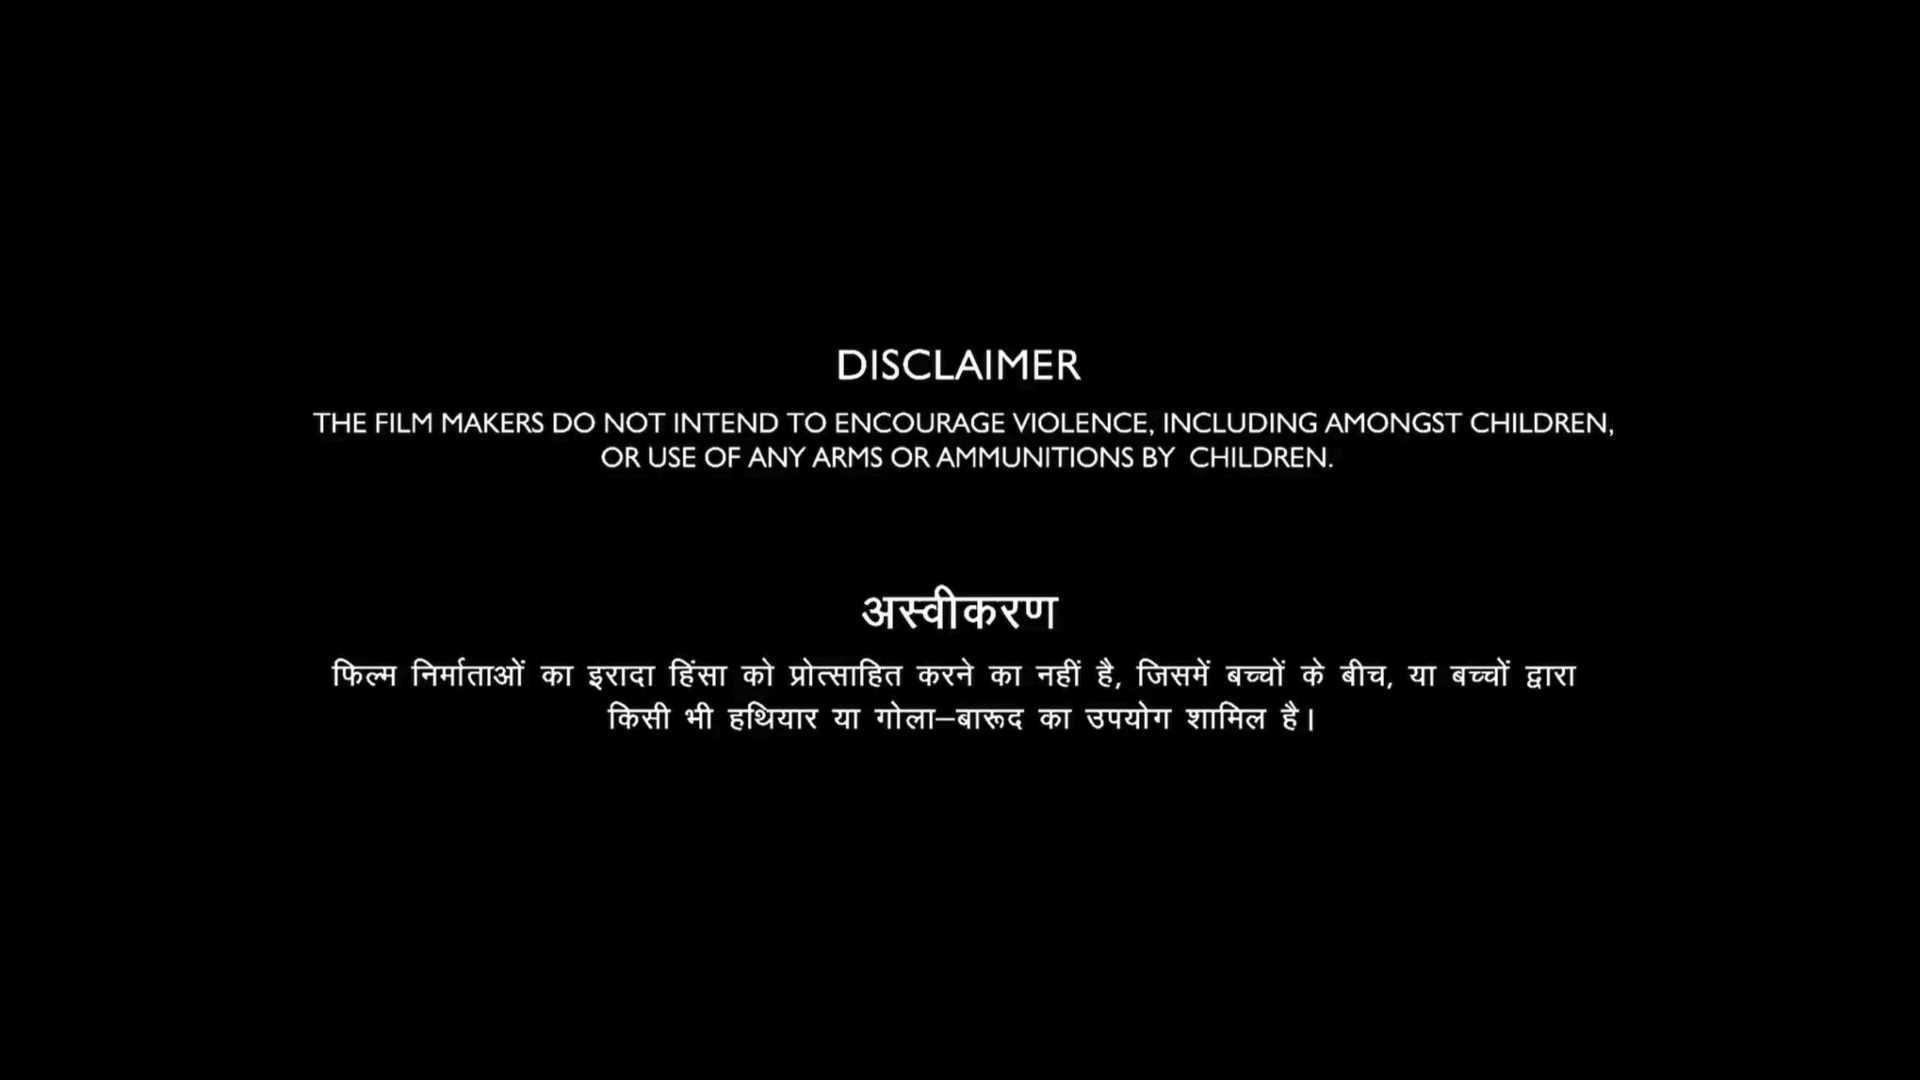 DISCLAIMER
THE FILM MAKERS DO NOT INTEND TO ENCOURAGE VIOLENCE, INCLUDING AMONGST CHILDREN,
OR USE OF ANY ARMS OR AMMUNITIONS BY CHILDREN.
अस्वीकरण
फिल्म निर्माताओं का इरादा हिंसा को प्रोत्साहित करने का नहीं है, जिसमें बच्चों के बीच, या बच्चों द्वारा
किसी भी हथियार या गोला–बारूद का उपयोग शामिल है।